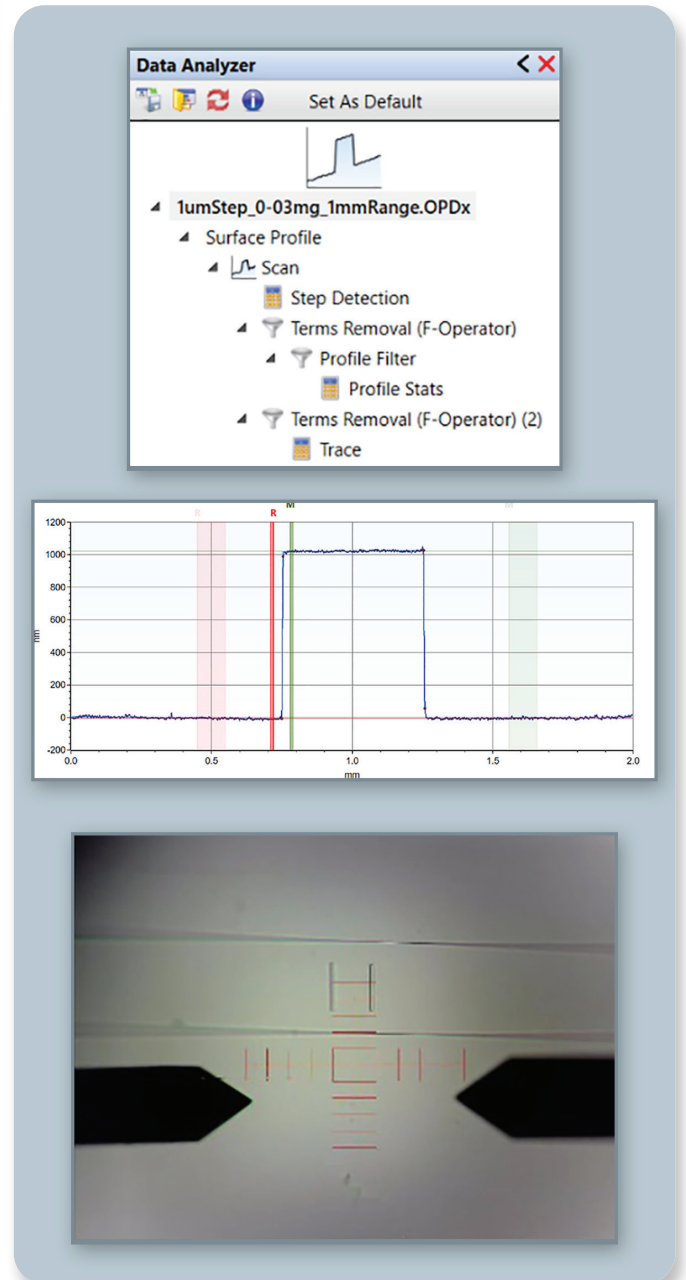 Data Analyzer
Set As Default
1umStep_0-03mg_1mmRange.OPDx
Surface Profile
Scan
Step Detection
Terms Removal (F-Operator)
Profile Filter
Profile Stats
Terms Removal (F-Operator) (2)
Trace
R R M M
1200
1000
800
600
400
200
0
-200
nm
0.0 0.5 1.0 1.5 2.0
mm